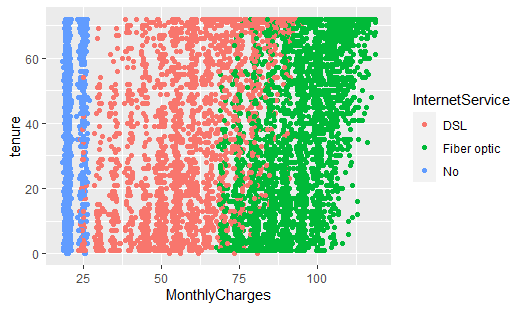 60
40
20
0
tenure
25
50
75
100
MonthlyCharges
InternetService
DSL
Fiber optic
No